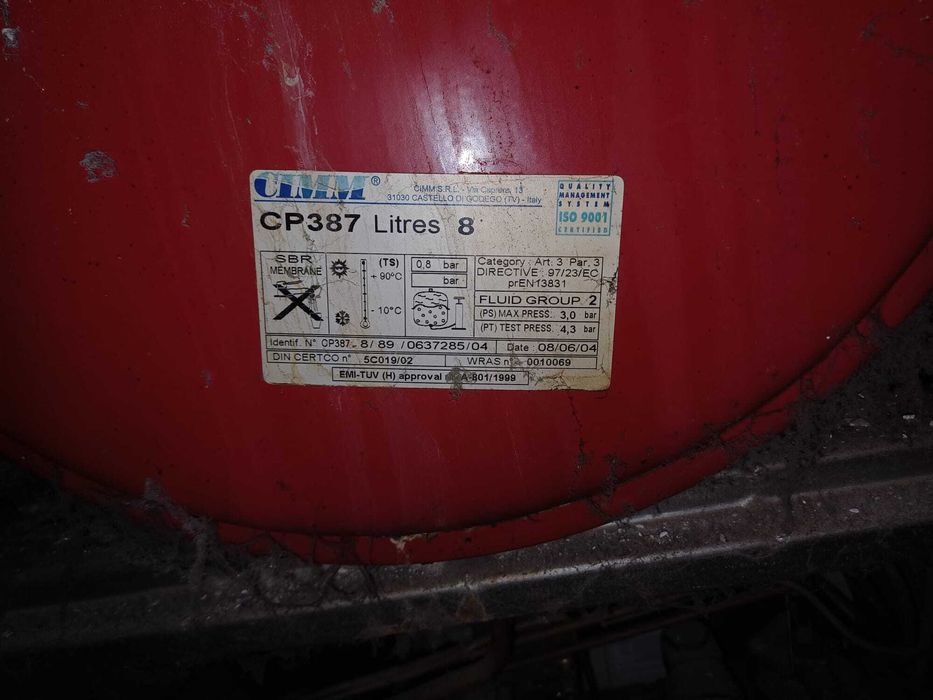 CIMM®
CIMM S.R.L. - Via Caprera, 13
31030 CASTELLO DI GODEGO (TV) - Italy
QUALITY
MANAGEMENT
SYSTEM
ISO 9001
CERTIFIED
CP387 Litres 8
SBR
MEMBRANE
(TS)
+ 90°C
- 10°C
0,8 bar
bar
Category : Art. 3 Par. 3
DIRECTIVE : 97/23/EC
prEN13831
FLUID GROUP 2
(PS) MAX PRESS. 3,0 bar
(PT) TEST PRESS. 4,3 bar
Identif. N° CP387 - 8/ 89 /0637285/04
Date : 08/06/04
DIN CERTCO n° 5C019/02
WRAS n° 0010069
EMI-TUV (H) approval A-801/1999